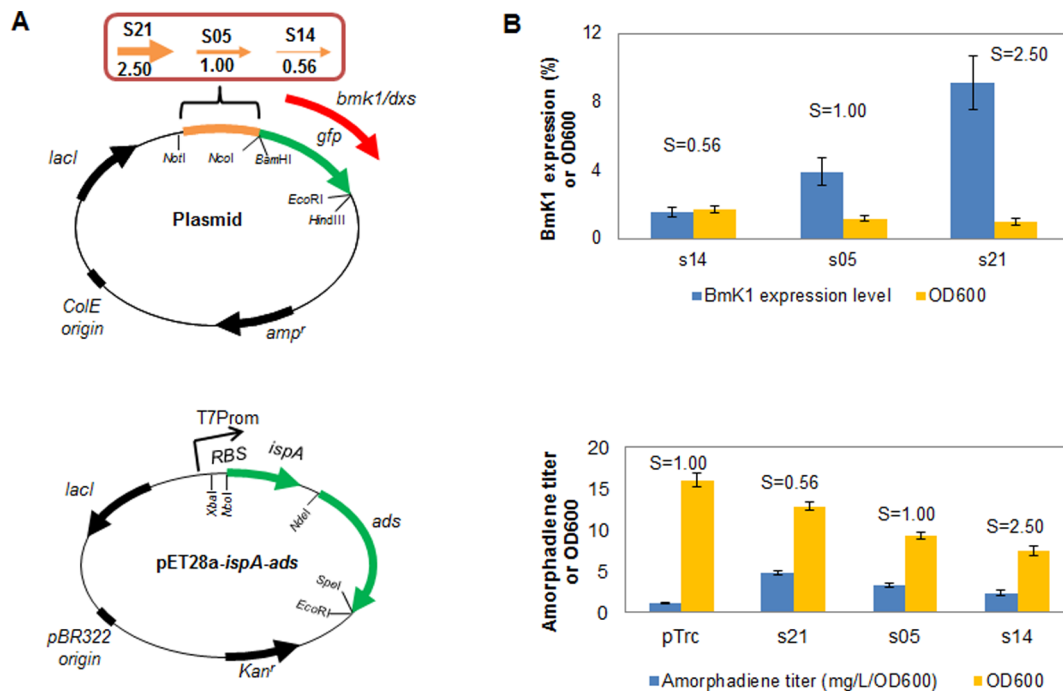 A
S21 S05 S14
2.50 1.00 0.56
bmk1/dxs
gfp
lacI
NotI NcoI BamHI
EcoRI
HindIII
Plasmid
ColE
origin
ampr
T7Prom
RBS ispA
lacI
XbaI NcoI NdeI
ads
pET28a-ispA-ads
SpeI
EcoRI
pBR322
origin
Kanr
B
BmK1 expression (%)
or OD600
12
8
4
0
S=0.56
S=1.00
S=2.50
s14 s05 s21
BmK1 expression level OD600
Amorphadiene titer
or OD600
20
15
10
5
0
S=1.00
S=0.56
S=1.00
S=2.50
pTrc s21 s05 s14
Amorphadiene titer (mg/L/OD600) OD600